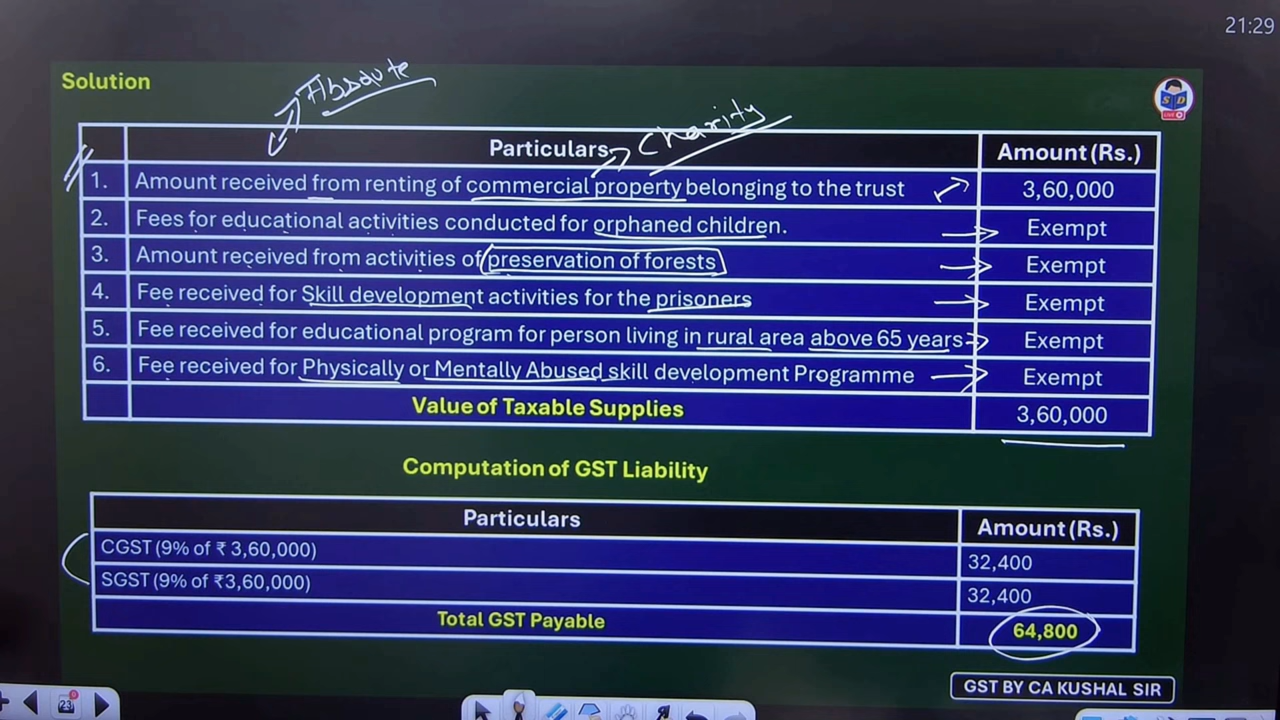 21:29
Solution
Absoute
Charity
Particulars
Amount (Rs.)
1. Amount received from renting of commercial property belonging to the trust 3,60,000
2. Fees for educational activities conducted for orphaned children. Exempt
3. Amount received from activities of preservation of forests Exempt
4. Fee received for Skill development activities for the prisoners Exempt
5. Fee received for educational program for person living in rural area above 65 years Exempt
6. Fee received for Physically or Mentally Abused skill development Programme Exempt
Value of Taxable Supplies 3,60,000
Computation of GST Liability
Particulars Amount (Rs.)
CGST (9% of ₹ 3,60,000) 32,400
SGST (9% of ₹3,60,000) 32,400
Total GST Payable 64,800
GST BY CA KUSHAL SIR
S D
LIVE
23